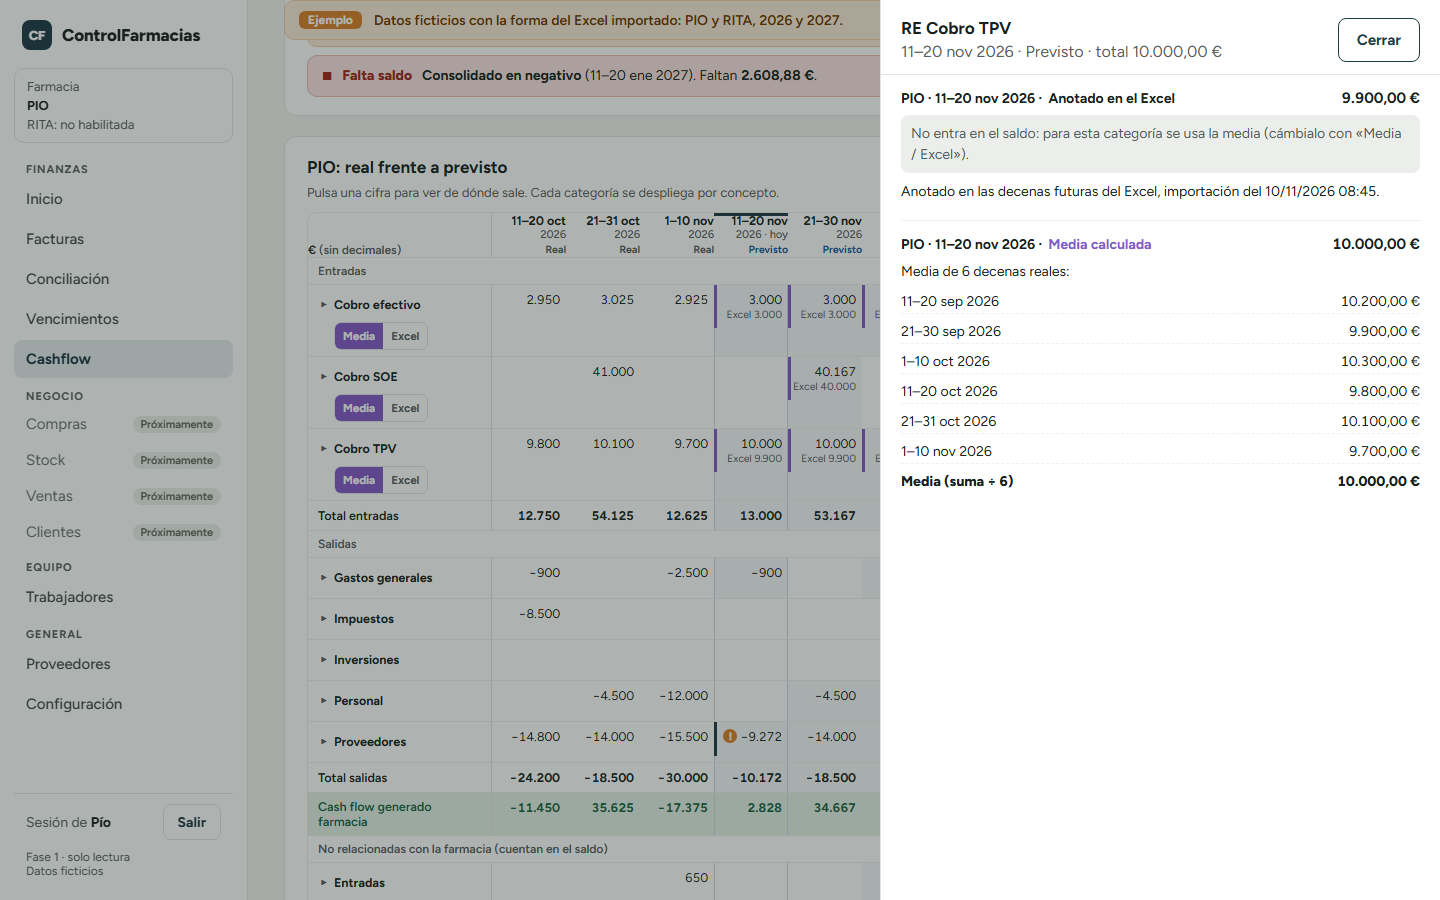 CF ControlFarmacias
Farmacia
PIO
RITA: no habilitada
FINANZAS
Inicio
Facturas
Conciliación
Vencimientos
Cashflow
NEGOCIO
Compras Próximamente
Stock Próximamente
Ventas Próximamente
Clientes Próximamente
EQUIPO
Trabajadores
GENERAL
Proveedores
Configuración
Sesión de Pío Salir
Fase 1 · solo lectura
Datos ficticios
Ejemplo Datos ficticios con la forma del Excel importado: PIO y RITA, 2026 y 2027.
Falta saldo Consolidado en negativo (11–20 ene 2027). Faltan 2.608,88 €.
PIO: real frente a previsto
Pulsa una cifra para ver de dónde sale. Cada categoría se despliega por concepto.
11–20 oct 21–31 oct 1–10 nov 11–20 nov 21–30 nov
2026 2026 2026 2026 · hoy 2026
€ (sin decimales) Real Real Real Previsto Previsto
Entradas
▸ Cobro efectivo 2.950 3.025 2.925 3.000 3.000
Excel 3.000 Excel 3.000 E
Media Excel
▸ Cobro SOE 41.000 40.167
Excel 40.000
Media Excel
▸ Cobro TPV 9.800 10.100 9.700 10.000 10.000
Excel 9.900 Excel 9.900 E
Media Excel
Total entradas 12.750 54.125 12.625 13.000 53.167
Salidas
▸ Gastos generales −900 −2.500 −900
▸ Impuestos −8.500
▸ Inversiones
▸ Personal −4.500 −12.000 −4.500
▸ Proveedores −14.800 −14.000 −15.500 ! −9.272 −14.000
Total salidas −24.200 −18.500 −30.000 −10.172 −18.500
Cash flow generado −11.450 35.625 −17.375 2.828 34.667
farmacia
No relacionadas con la farmacia (cuentan en el saldo)
▸ Entradas 650
RE Cobro TPV
11–20 nov 2026 · Previsto · total 10.000,00 €
Cerrar
PIO · 11–20 nov 2026 · Anotado en el Excel 9.900,00 €
No entra en el saldo: para esta categoría se usa la media (cámbialo con «Media
/ Excel»).
Anotado en las decenas futuras del Excel, importación del 10/11/2026 08:45.
PIO · 11–20 nov 2026 · Media calculada 10.000,00 €
Media de 6 decenas reales:
11–20 sep 2026 10.200,00 €
21–30 sep 2026 9.900,00 €
1–10 oct 2026 10.300,00 €
11–20 oct 2026 9.800,00 €
21–31 oct 2026 10.100,00 €
1–10 nov 2026 9.700,00 €
Media (suma ÷ 6) 10.000,00 €